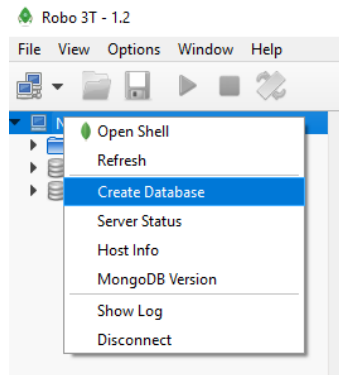 Robo 3T - 1.2
File View Options Window Help
Open Shell
Refresh
Create Database
Server Status
Host Info
MongoDB Version
Show Log
Disconnect